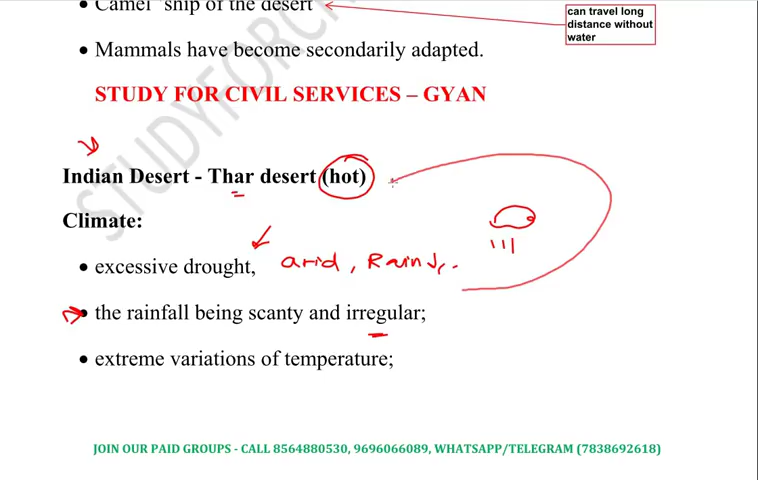 • Camel "ship of the desert"
can travel long
distance without
water
• Mammals have become secondarily adapted.
STUDY FOR CIVIL SERVICES – GYAN
Indian Desert - Thar desert (hot)
Climate:
• excessive drought, arid, Rain ↓.
• the rainfall being scanty and irregular;
• extreme variations of temperature;
JOIN OUR PAID GROUPS - CALL 8564880530, 9696066089, WHATSAPP/TELEGRAM (7838692618)
STUDYFORC